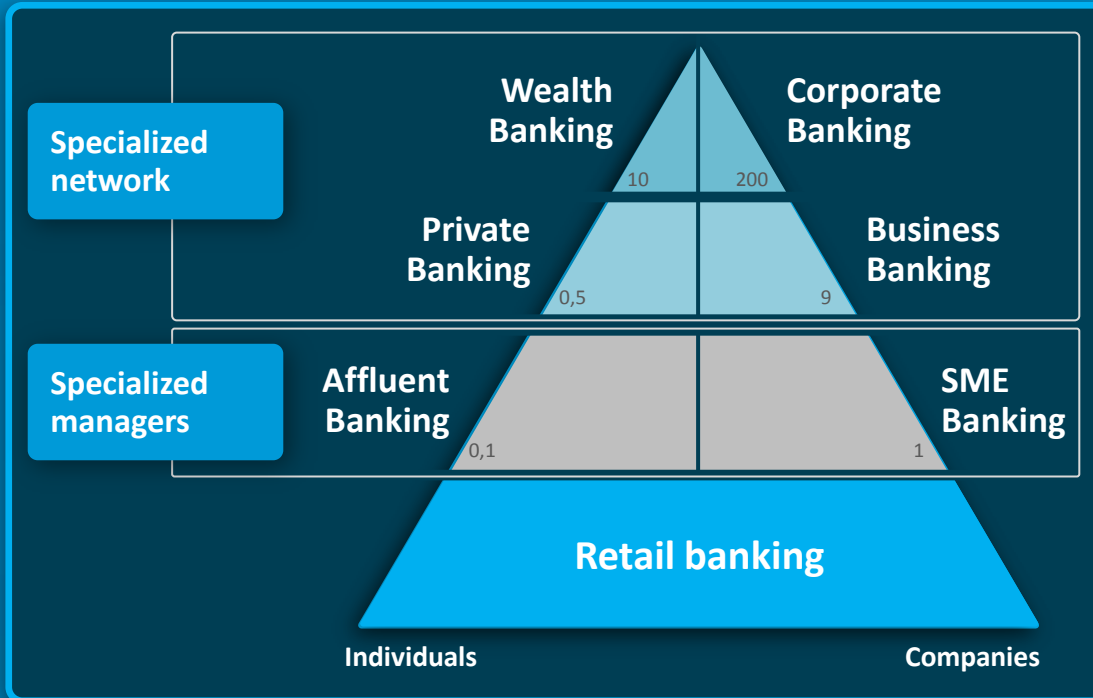 Wealth
Banking
Corporate
Banking
Specialized
network
10
200
Private
Banking
Business
Banking
0,5
9
Specialized
managers
Affluent
Banking
SME
Banking
0,1
1
Retail banking
Individuals
Companies